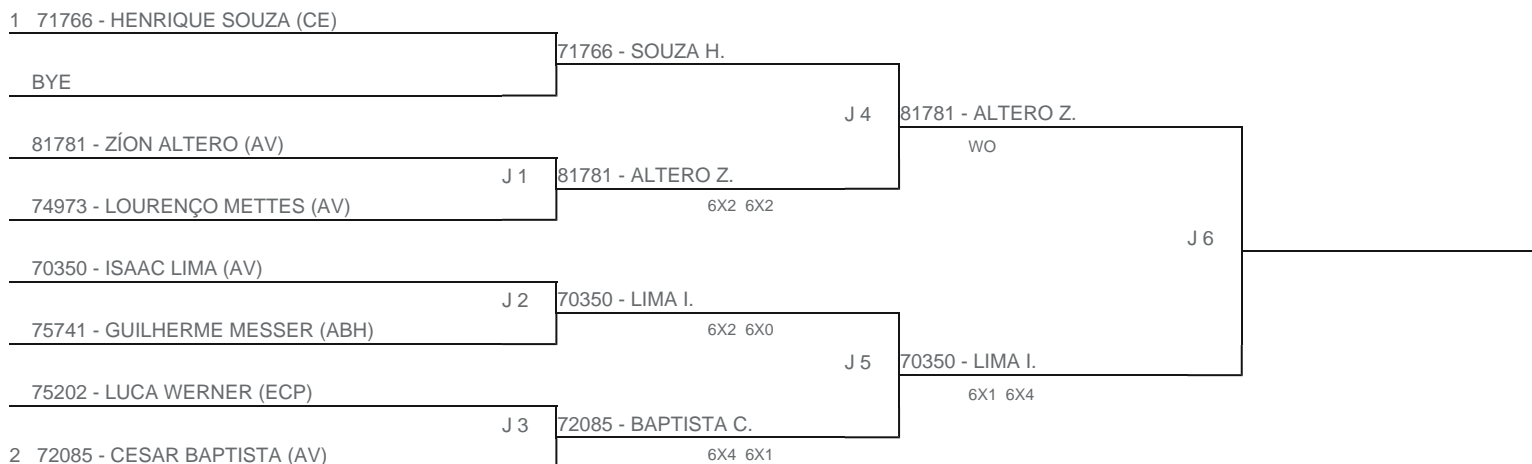 1 71766 - HENRIQUE SOUZA (CE)
71766 - SOUZA H.
BYE
J 4
81781 - ALTERO Z.
81781 - ZÍON ALTERO (AV)
WO
J 1
81781 - ALTERO Z.
74973 - LOURENÇO METTES (AV)
6X2 6X2
J 6
70350 - ISAAC LIMA (AV)
J 2
70350 - LIMA I.
75741 - GUILHERME MESSER (ABH)
6X2 6X0
J 5
70350 - LIMA I.
75202 - LUCA WERNER (ECP)
6X1 6X4
J 3
72085 - BAPTISTA C.
2 72085 - CESAR BAPTISTA (AV)
6X4 6X1